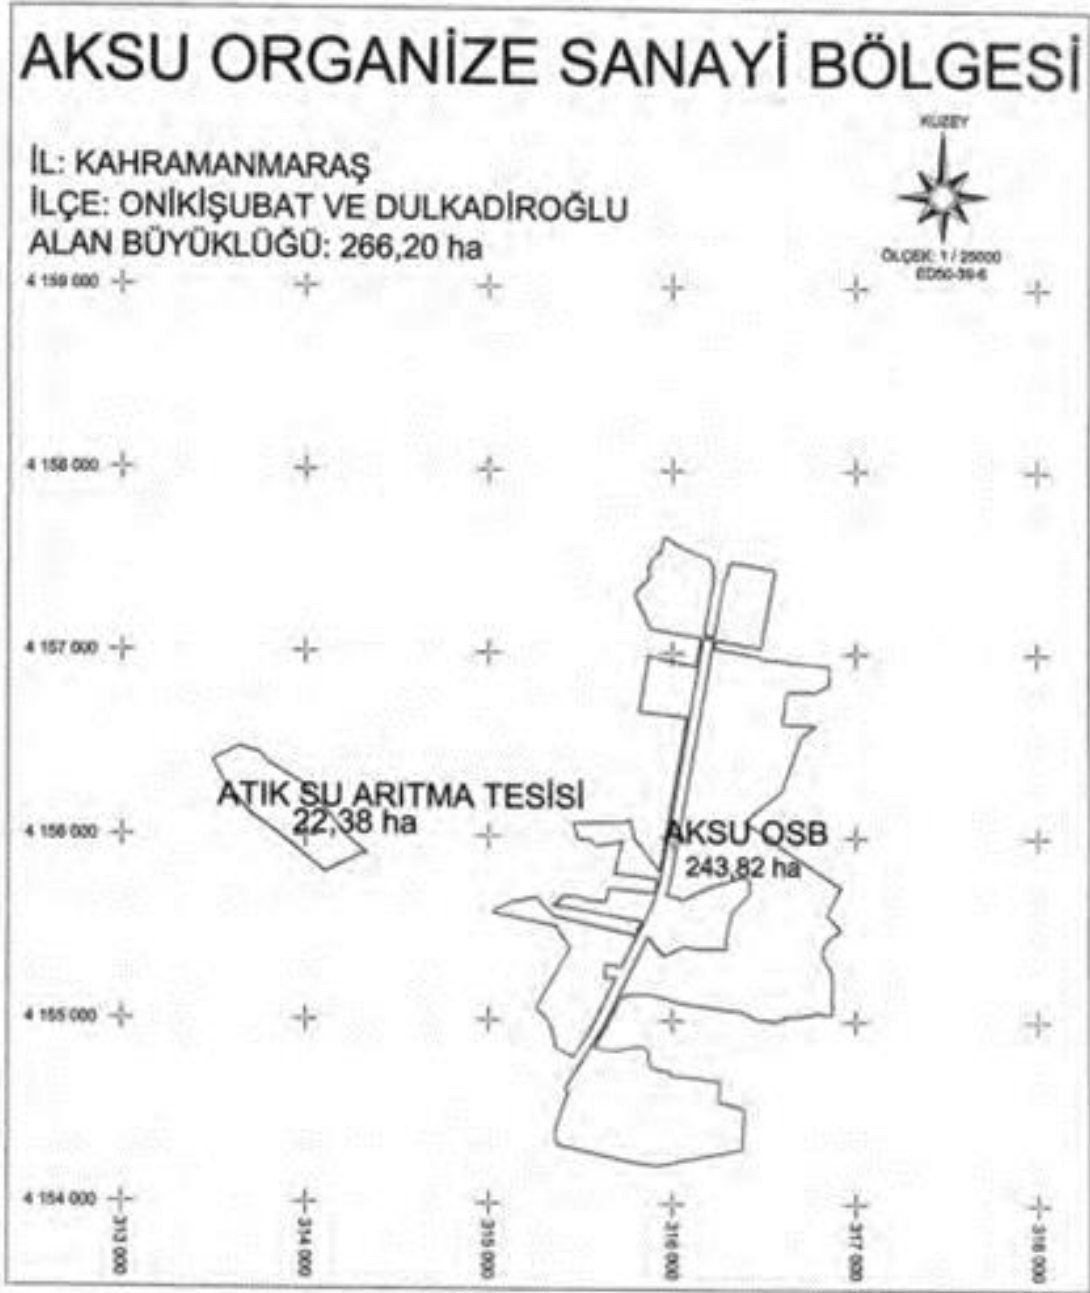 AKSU ORGANİZE SANAYİ BÖLGESİ
KUZEY
İL: KAHRAMANMARAŞ
İLÇE: ONİKİŞUBAT VE DULKADİROĞLU
ALAN BÜYÜKLÜĞÜ: 266,20 ha
ÖLÇEK: 1 / 25000
ED50-39-6
4 159 000
4 158 000
4 157 000
ATIK SU ARITMA TESİSİ
22,38 ha
4 156 000
AKSU OSB
243,82 ha
4 155 000
4 154 000
313 000
314 000
315 000
316 000
317 000
318 000